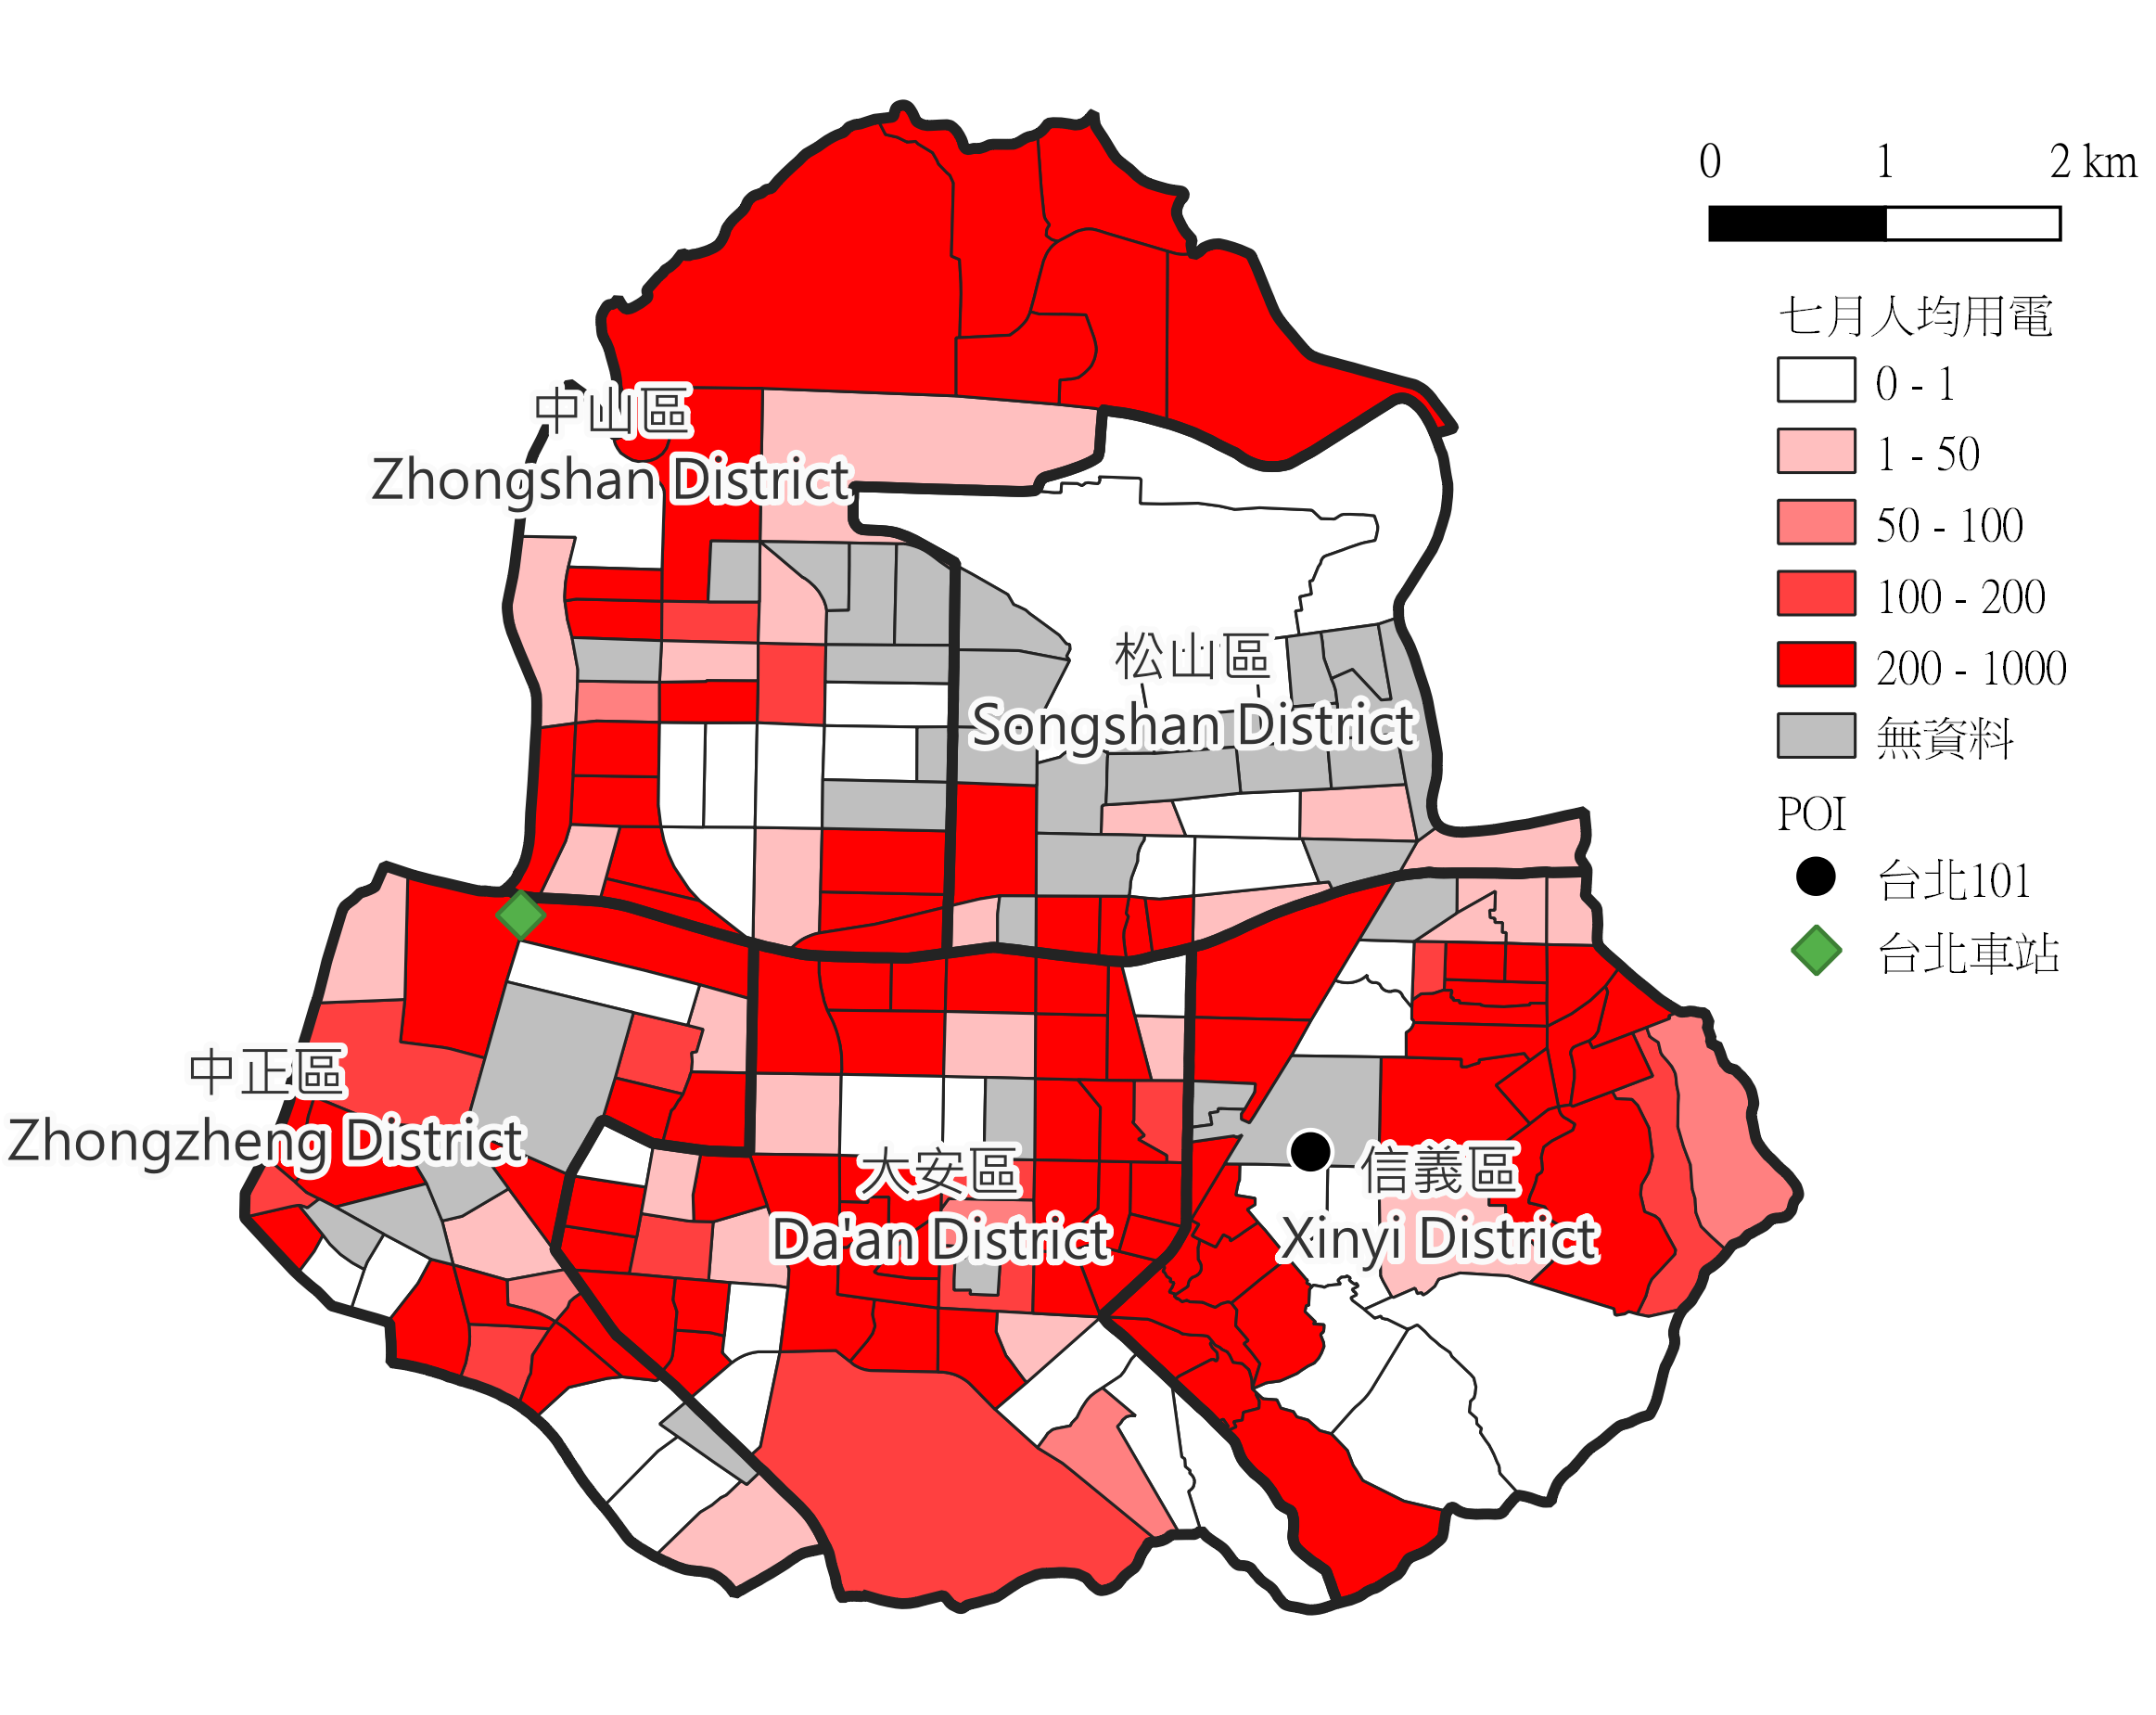 0 1 2 km
七月人均用電
0 - 1
1 - 50
50 - 100
100 - 200
200 - 1000
無資料
POI
台北101
台北車站
中山區
Zhongshan District
松山區
Songshan District
中正區
Zhongzheng District
大安區
Da'an District
信義區
Xinyi District